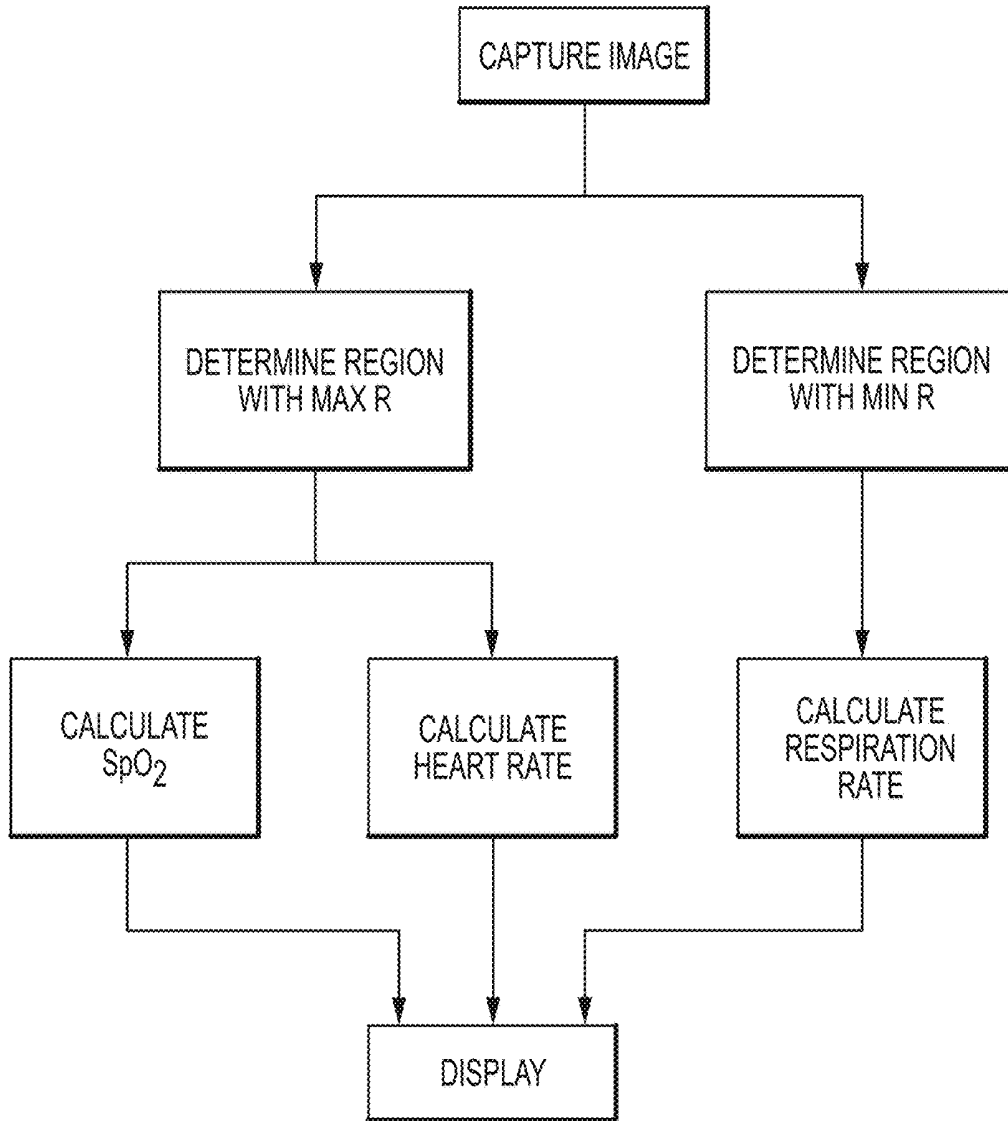 CAPTURE IMAGE
DETERMINE REGION
WITH MAX R
DETERMINE REGION
WITH MIN R
CALCULATE
SpO2
CALCULATE
HEART RATE
CALCULATE
RESPIRATION
RATE
DISPLAY